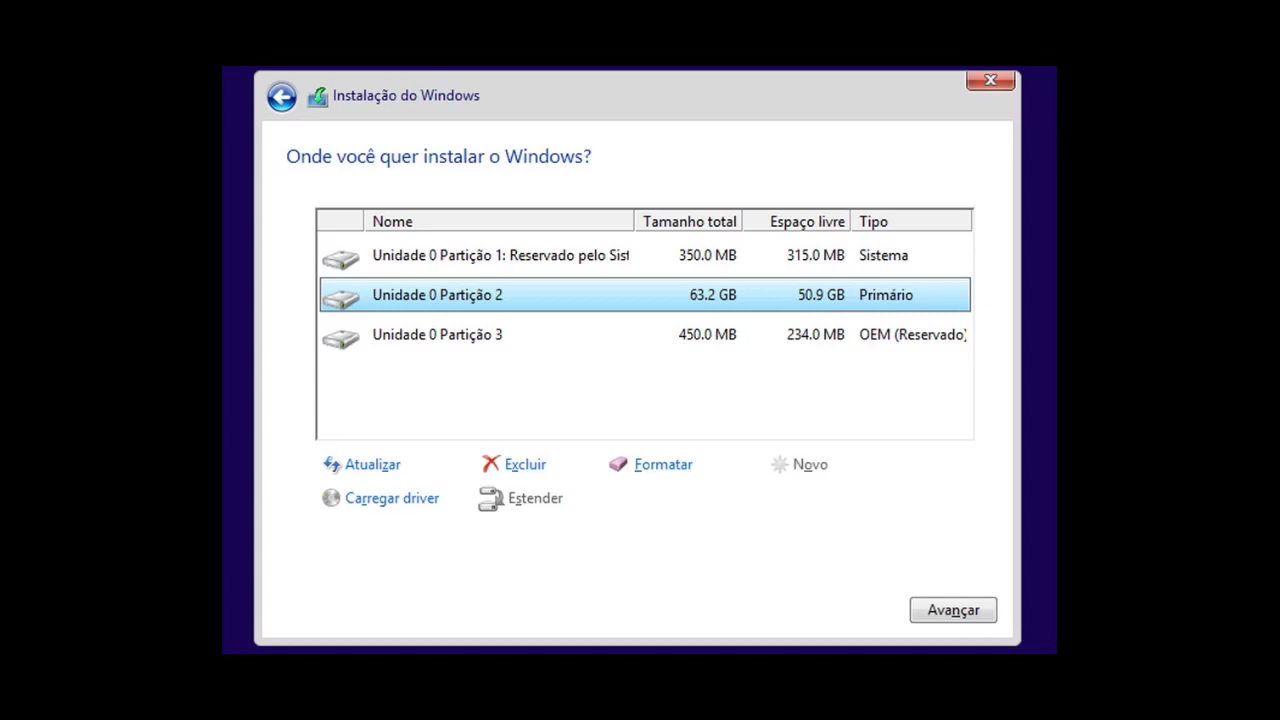 Instalação do Windows
Onde você quer instalar o Windows?
Nome Tamanho total Espaço livre Tipo
Unidade 0 Partição 1: Reservado pelo Sist 350.0 MB 315.0 MB Sistema
Unidade 0 Partição 2 63.2 GB 50.9 GB Primário
Unidade 0 Partição 3 450.0 MB 234.0 MB OEM (Reservado)
Atualizar Excluir Formatar Novo
Carregar driver Estender
Avançar